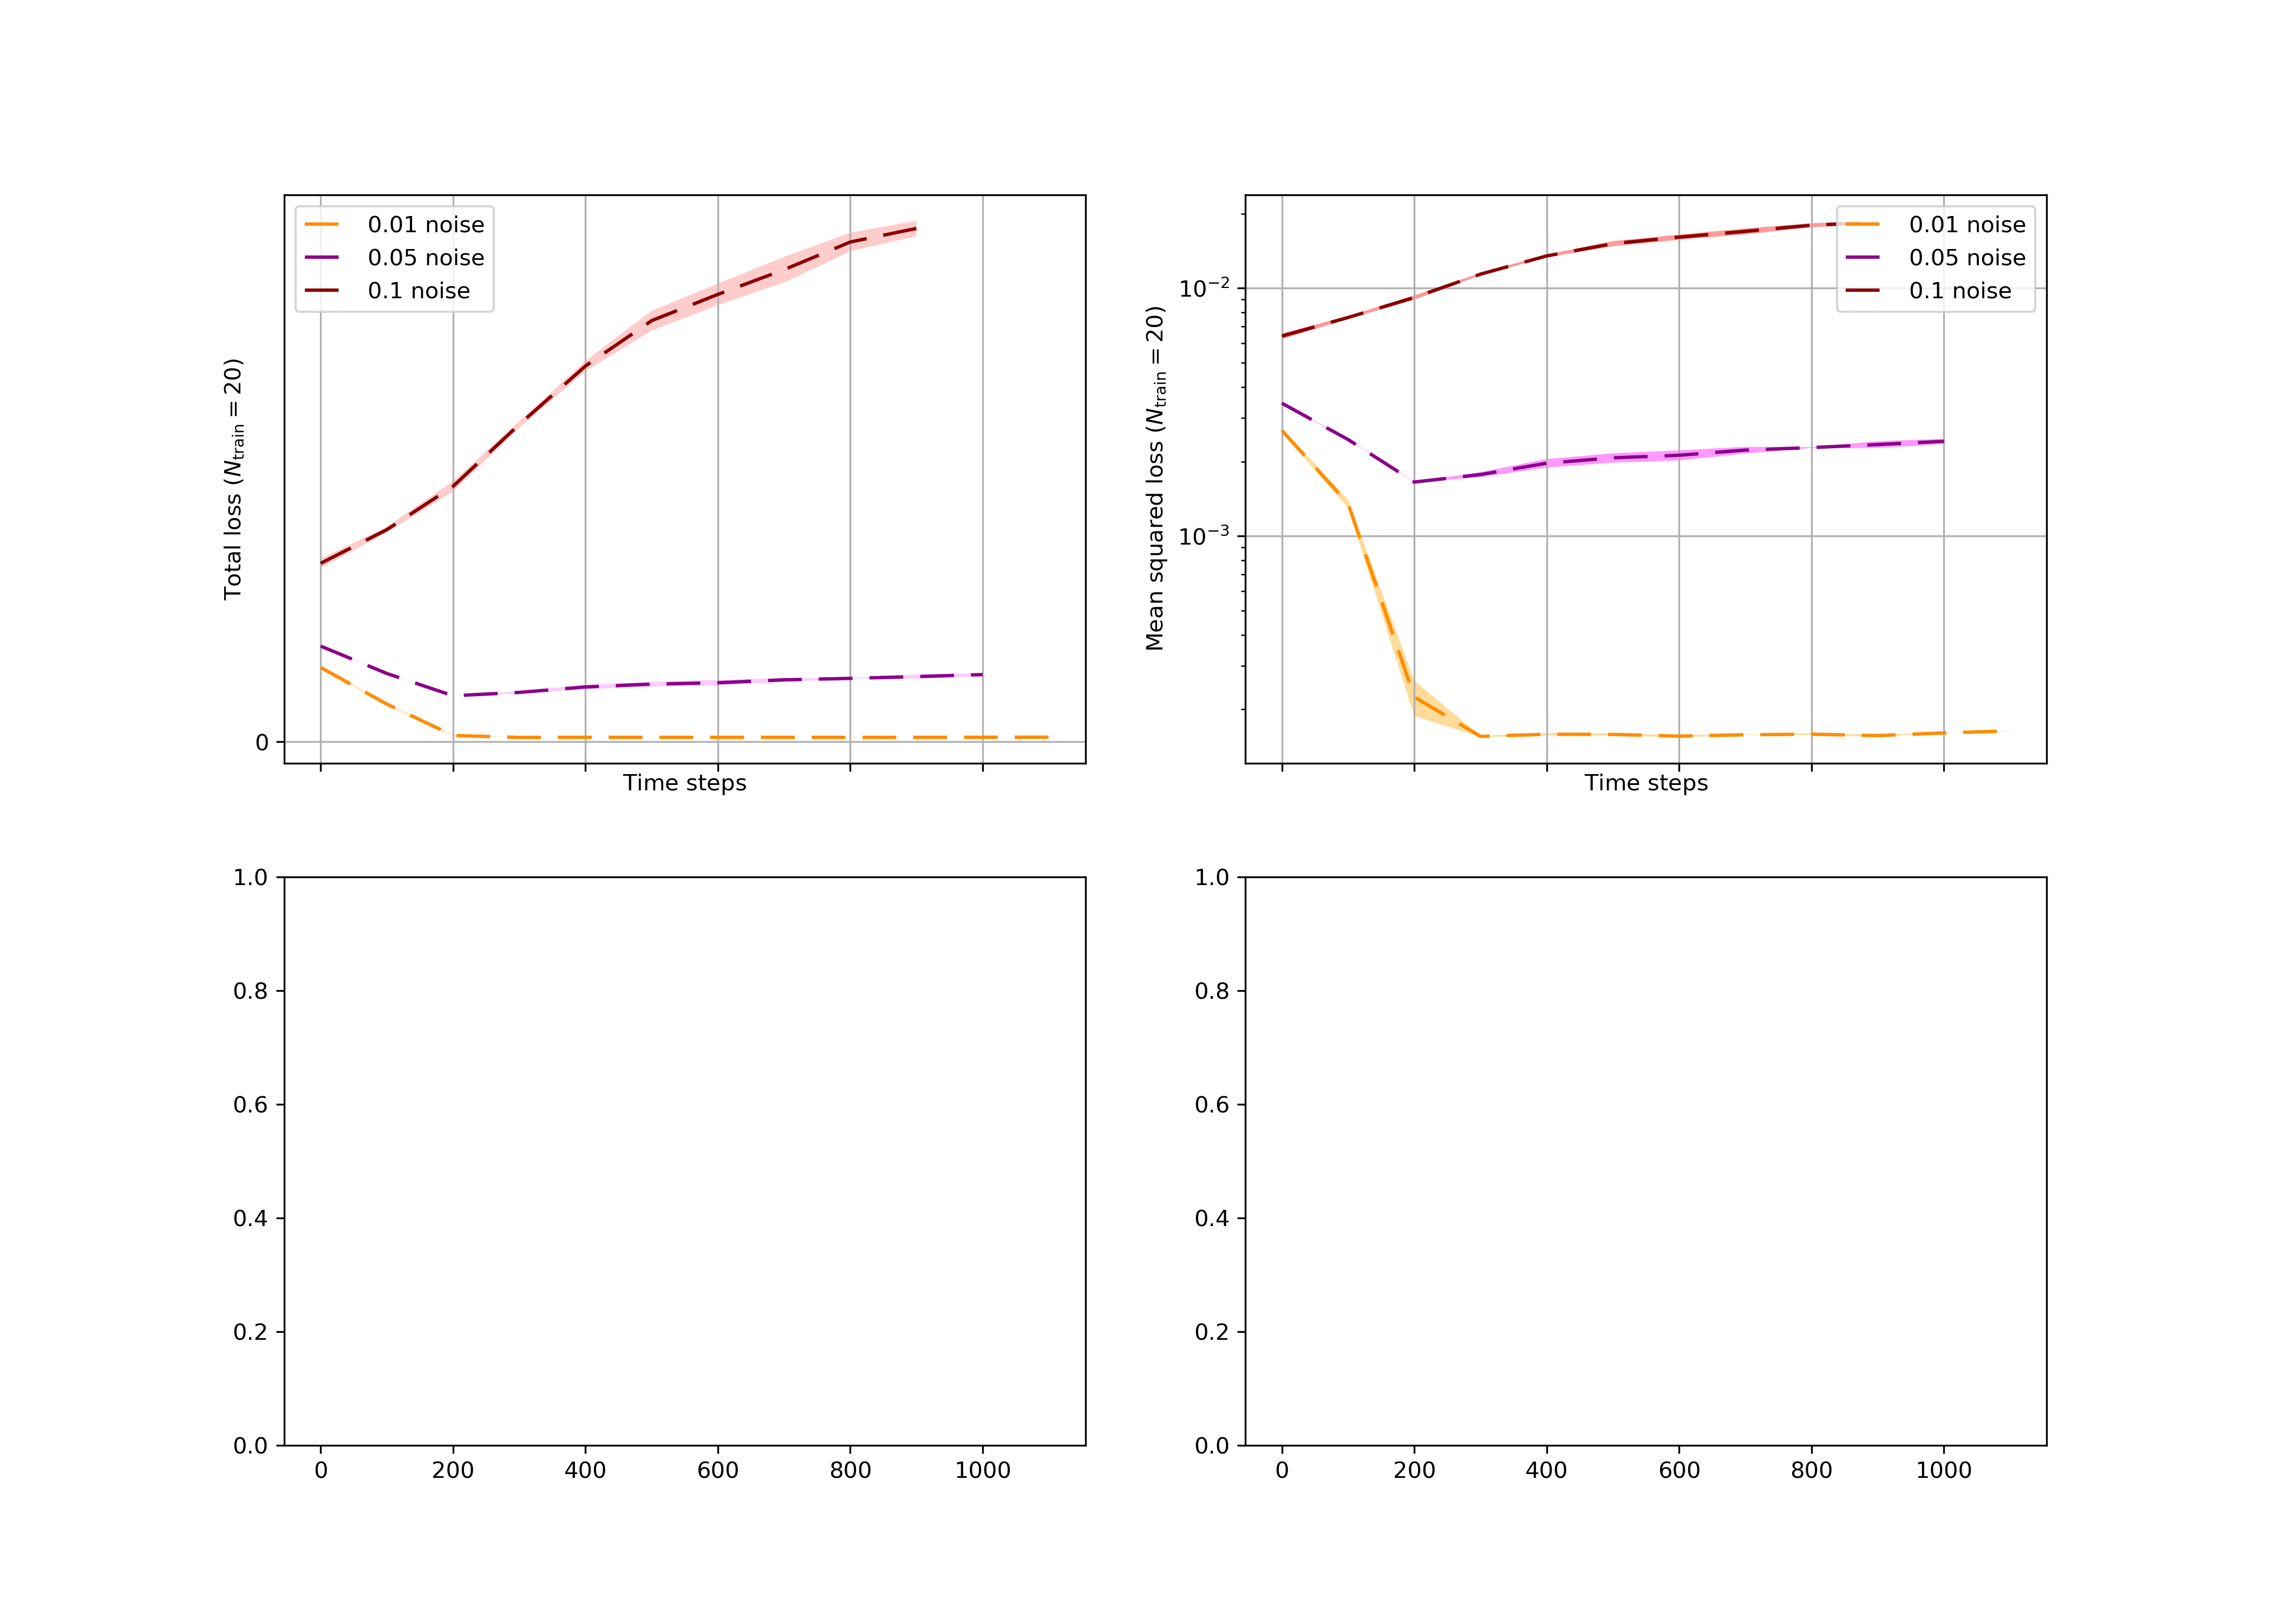 0.01 noise
0.05 noise
0.1 noise
Total loss (N_train = 20)
0
Time steps
0.01 noise
0.05 noise
0.1 noise
Mean squared loss (N_train = 20)
10^−2
10^−3
Time steps
1.0
0.8
0.6
0.4
0.2
0.0
0 200 400 600 800 1000
1.0
0.8
0.6
0.4
0.2
0.0
0 200 400 600 800 1000